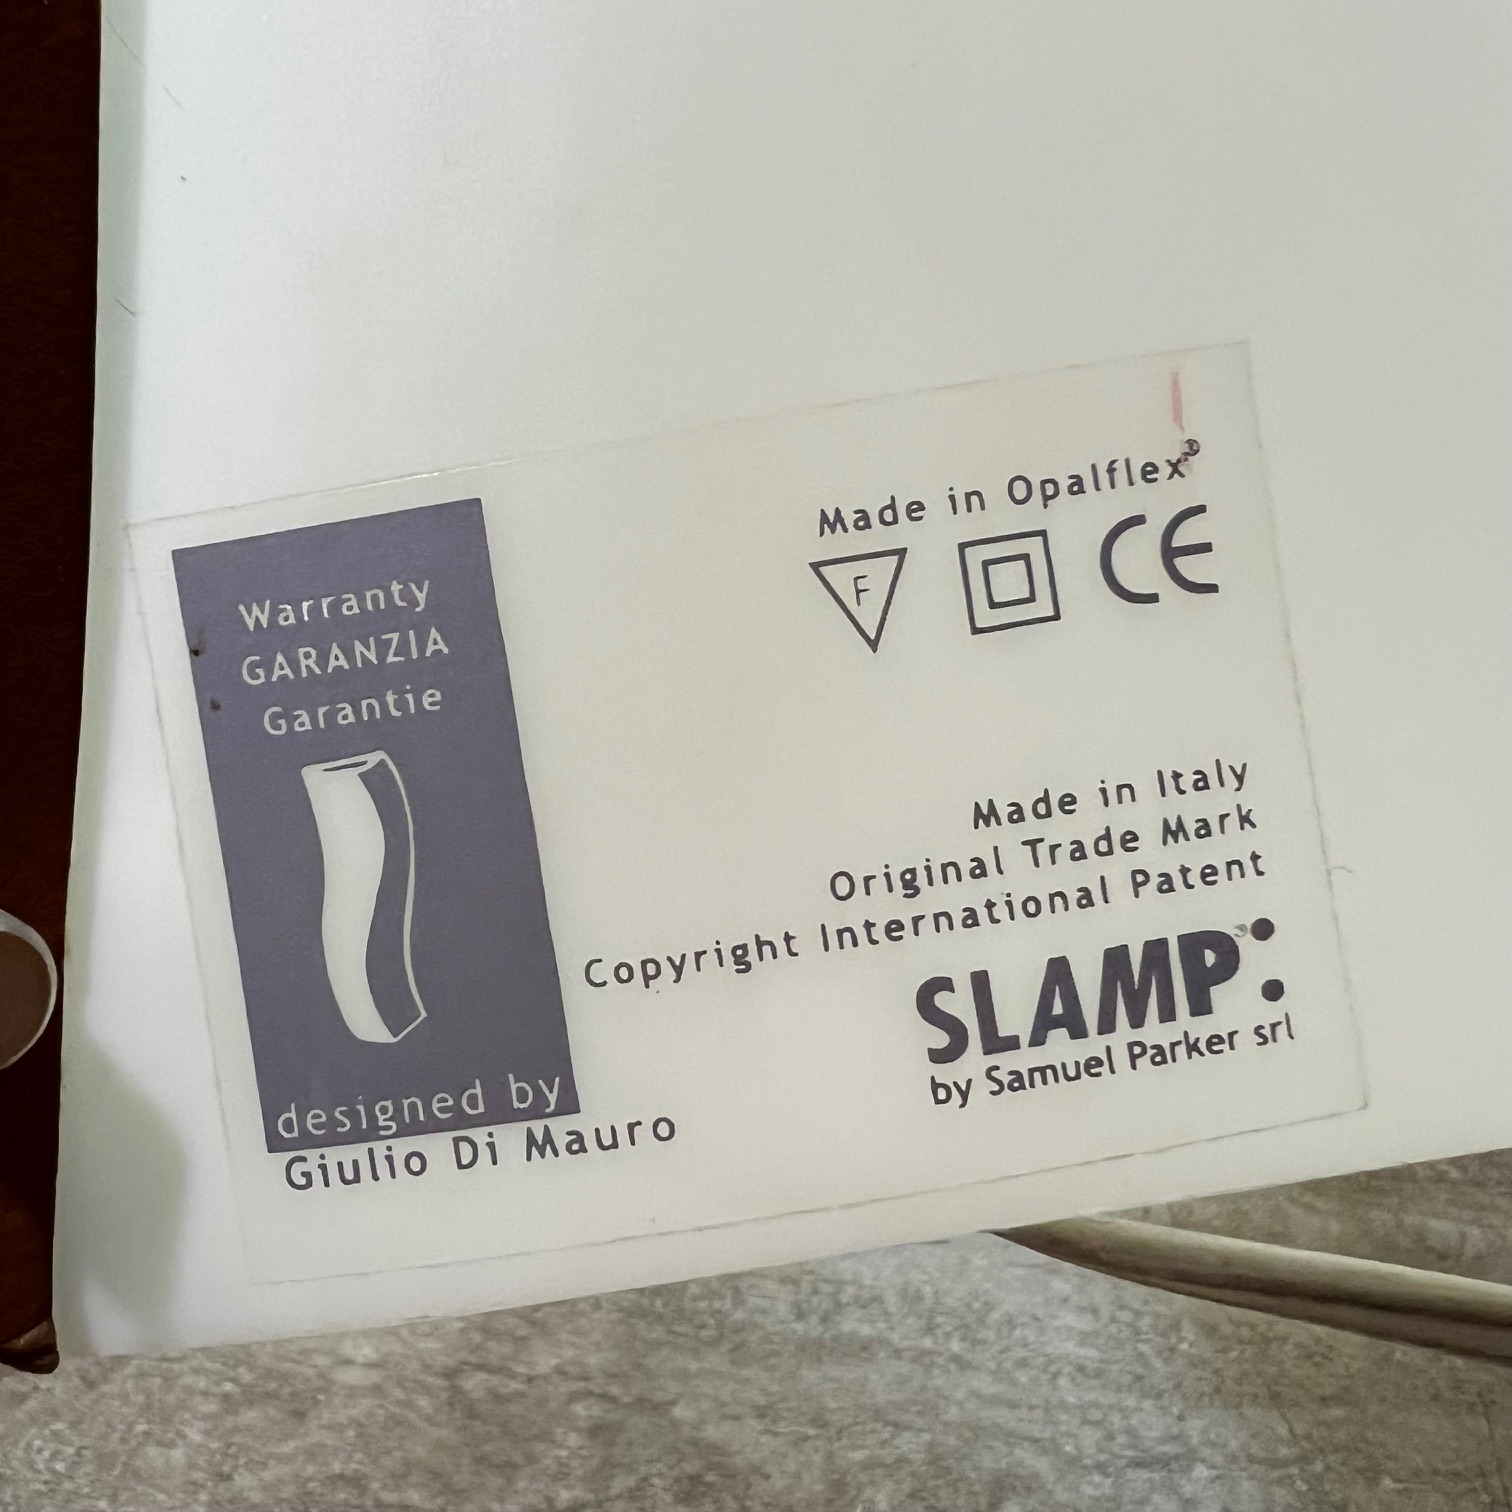 Warranty
GARANZIA
Garantie
designed by
Giulio Di Mauro
Made in Opalflex®
F
CE
Made in Italy
Original Trade Mark
Copyright International Patent
SLAMP:
by Samuel Parker srl